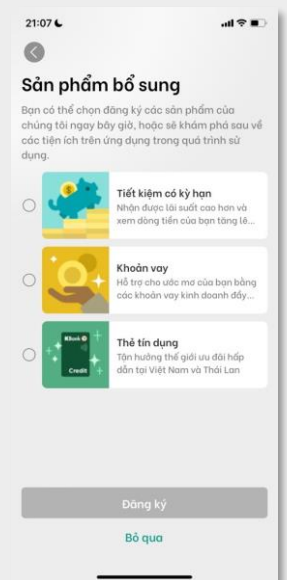 21:07
Sản phẩm bổ sung
Bạn có thể chọn đăng ký các sản phẩm của
chúng tôi ngay bây giờ, hoặc sẽ khám phá sau về
các tiện ích trên ứng dụng trong quá trình sử
dụng.
Tiết kiệm có kỳ hạn
Nhận được lãi suất cao hơn và
xem dòng tiền của bạn tăng lê...
Khoản vay
Hỗ trợ cho ước mơ của bạn bằng
các khoản vay kinh doanh đầy...
KBank
Credit
Thẻ tín dụng
Tận hưởng thế giới ưu đãi hấp
dẫn tại Việt Nam và Thái Lan
Đăng ký
Bỏ qua